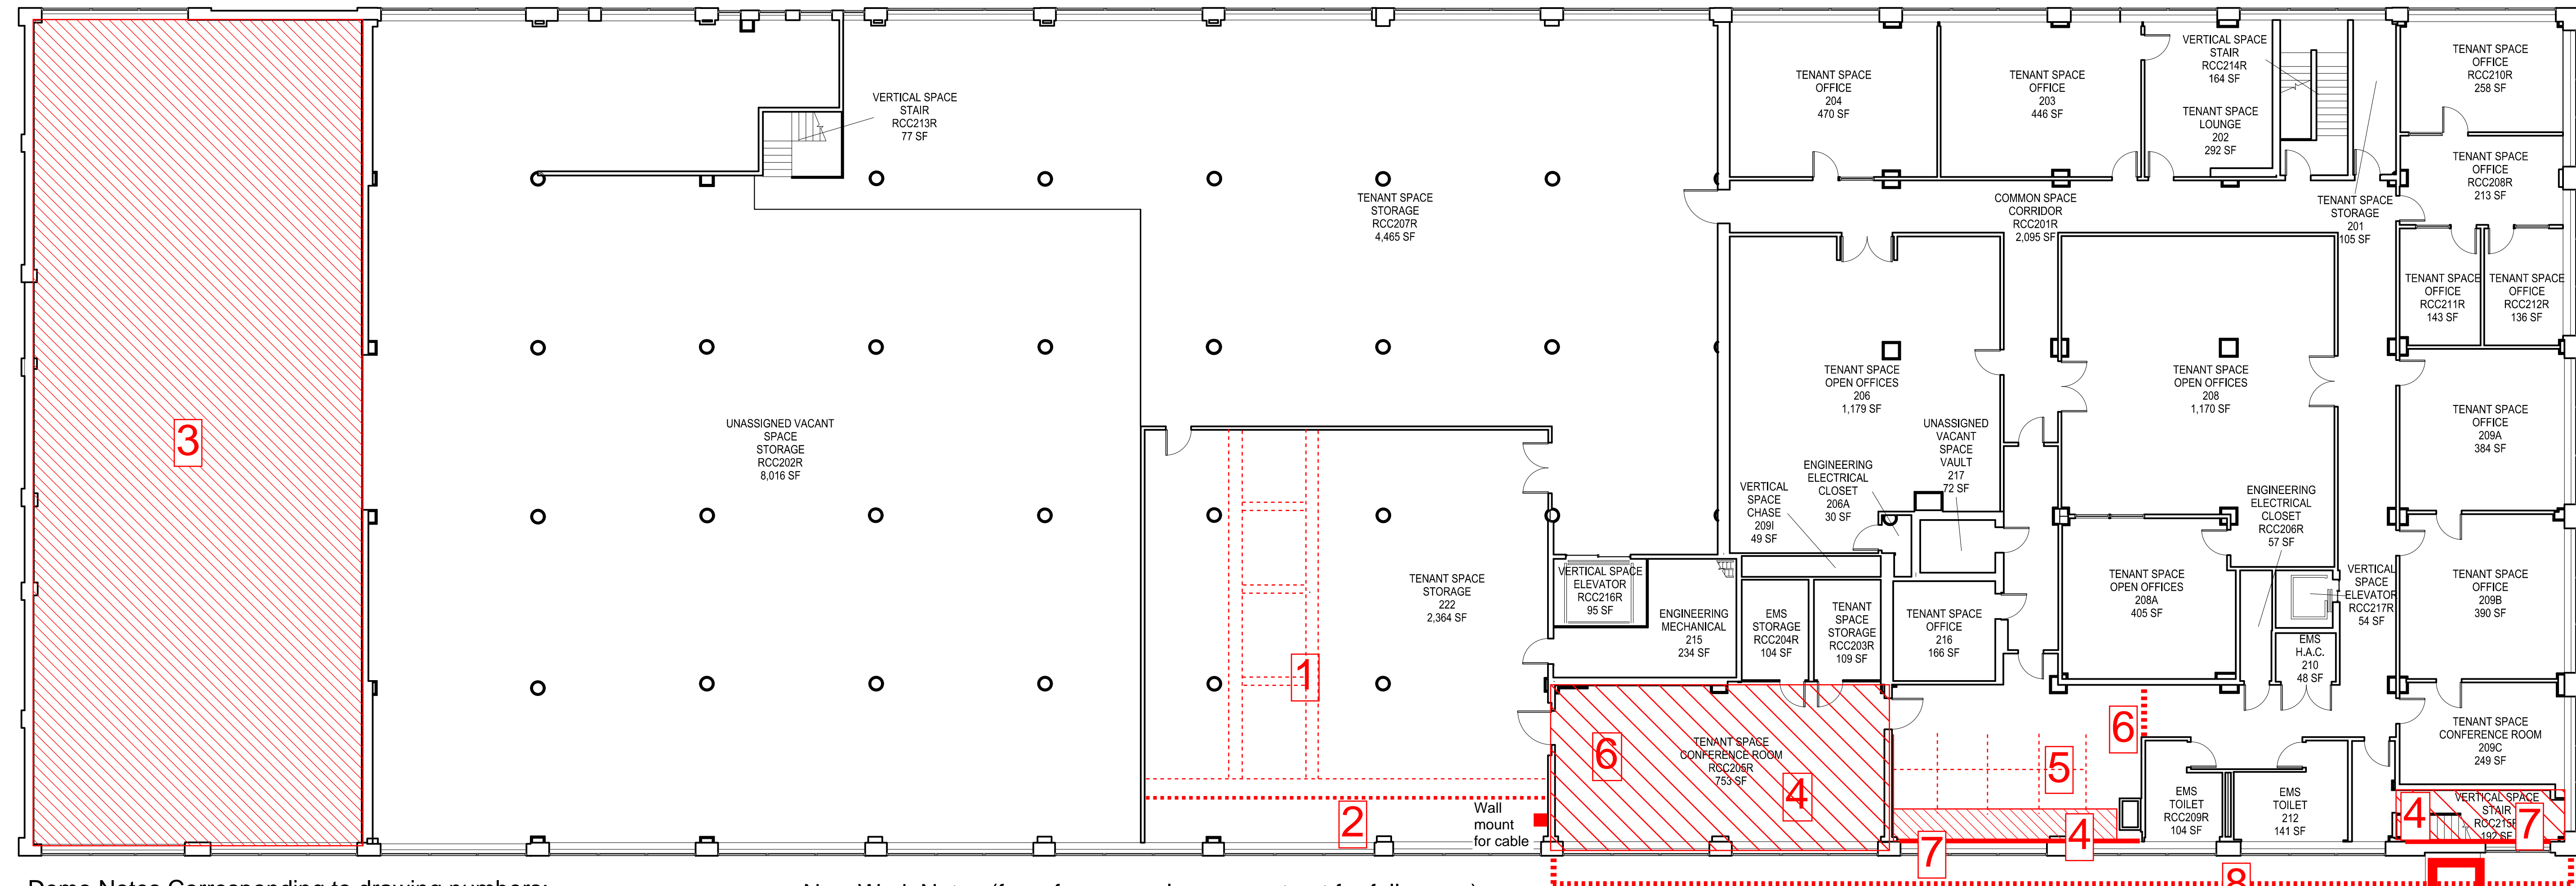 VERTICAL SPACE
STAIR
RCC213R
77 SF
TENANT SPACE
STORAGE
RCC207R
4,465 SF
UNASSIGNED VACANT
SPACE
STORAGE
RCC202R
8,016 SF
3
TENANT SPACE
STORAGE
222
2,364 SF
1
2
Wall
mount
for cable
TENANT SPACE
OFFICE
204
470 SF
TENANT SPACE
OFFICE
203
446 SF
VERTICAL SPACE
STAIR
RCC214R
164 SF
TENANT SPACE
LOUNGE
202
292 SF
TENANT SPACE
OFFICE
RCC210R
258 SF
TENANT SPACE
OFFICE
RCC208R
213 SF
COMMON SPACE
CORRIDOR
RCC201R
2,095 SF
TENANT SPACE
STORAGE
201
105 SF
TENANT SPACE
OFFICE
RCC211R
143 SF
TENANT SPACE
OFFICE
RCC212R
136 SF
TENANT SPACE
OPEN OFFICES
206
1,179 SF
TENANT SPACE
OPEN OFFICES
208
1,170 SF
UNASSIGNED
VACANT
SPACE
VAULT
217
72 SF
ENGINEERING
ELECTRICAL
CLOSET
206A
30 SF
VERTICAL
SPACE
CHASE
209I
49 SF
TENANT SPACE
OFFICE
209A
384 SF
ENGINEERING
ELECTRICAL
CLOSET
RCC206R
57 SF
VERTICAL SPACE
ELEVATOR
RCC216R
95 SF
ENGINEERING
MECHANICAL
215
234 SF
EMS
STORAGE
RCC204R
104 SF
TENANT
SPACE
STORAGE
RCC203R
109 SF
TENANT SPACE
OFFICE
216
166 SF
TENANT SPACE
OPEN OFFICES
208A
405 SF
VERTICAL
SPACE
ELEVATOR
RCC217R
54 SF
EMS
H.A.C.
210
48 SF
TENANT SPACE
OFFICE
209B
390 SF
TENANT SPACE
CONFERENCE ROOM
RCC205R
753 SF
6
4
6
5
4
7
TENANT SPACE
CONFERENCE ROOM
209C
249 SF
EMS
TOILET
RCC209R
104 SF
EMS
TOILET
212
141 SF
VERTICAL SPACE
STAIR
RCC215R
192 SF
4
7
8